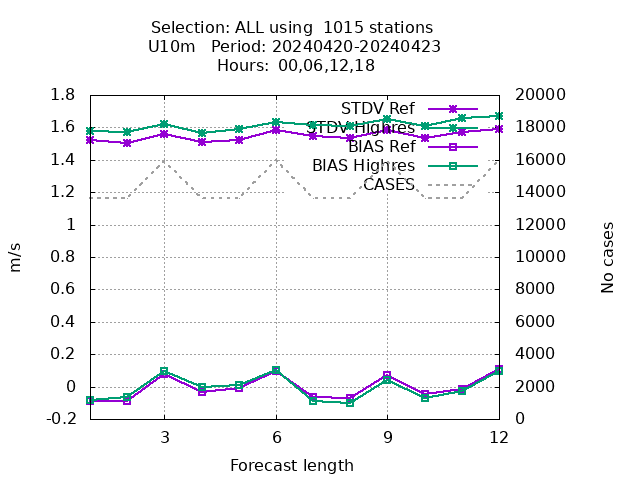 Selection: ALL using  1015 stations
U10m   Period: 20240420-20240423
Hours:  00,06,12,18
1.8
1.6
1.4
1.2
1
0.8
0.6
0.4
0.2
0
-0.2
20000
18000
16000
14000
12000
10000
8000
6000
4000
2000
0
STDV Ref
STDV Highres
BIAS Ref
BIAS Highres
CASES
m/s
No cases
3
6
9
12
Forecast length